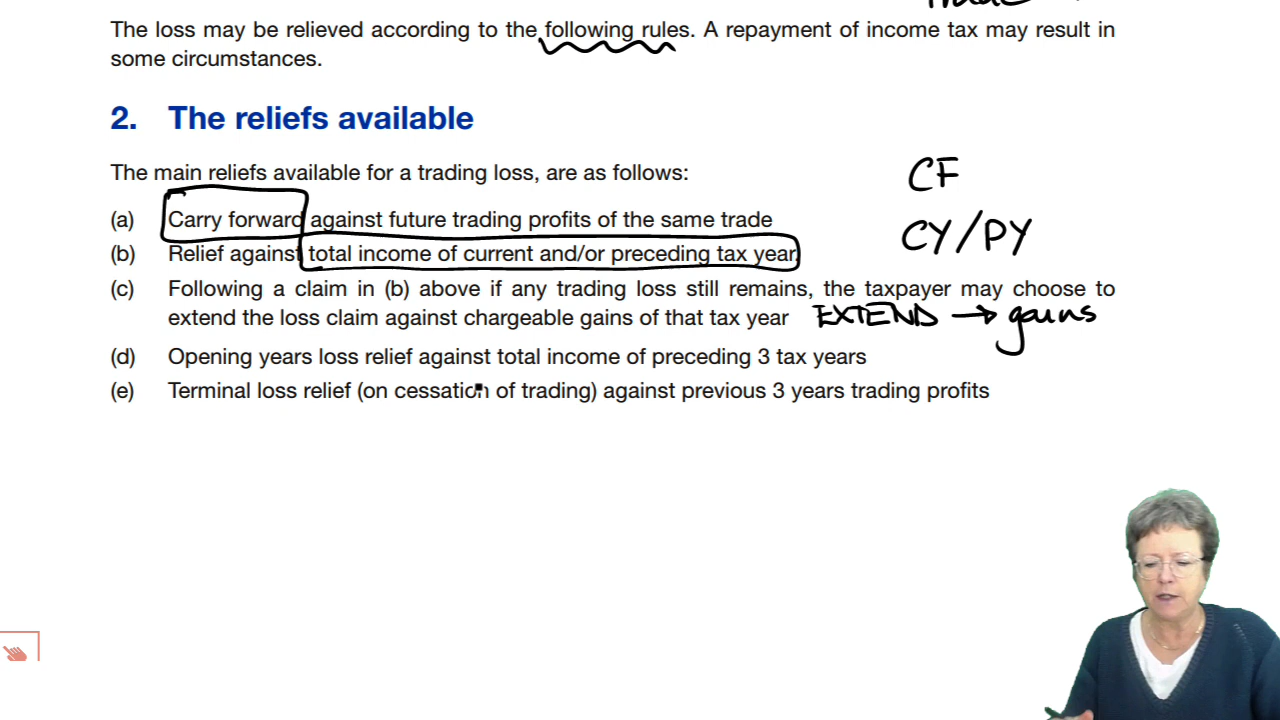 The loss may be relieved according to the following rules. A repayment of income tax may result in
some circumstances.
2. The reliefs available
The main reliefs available for a trading loss, are as follows:
CF
(a) Carry forward against future trading profits of the same trade
CY/PY
(b) Relief against total income of current and/or preceding tax year.
(c) Following a claim in (b) above if any trading loss still remains, the taxpayer may choose to
extend the loss claim against chargeable gains of that tax year EXTEND → gains
(d) Opening years loss relief against total income of preceding 3 tax years
(e) Terminal loss relief (on cessation of trading) against previous 3 years trading profits